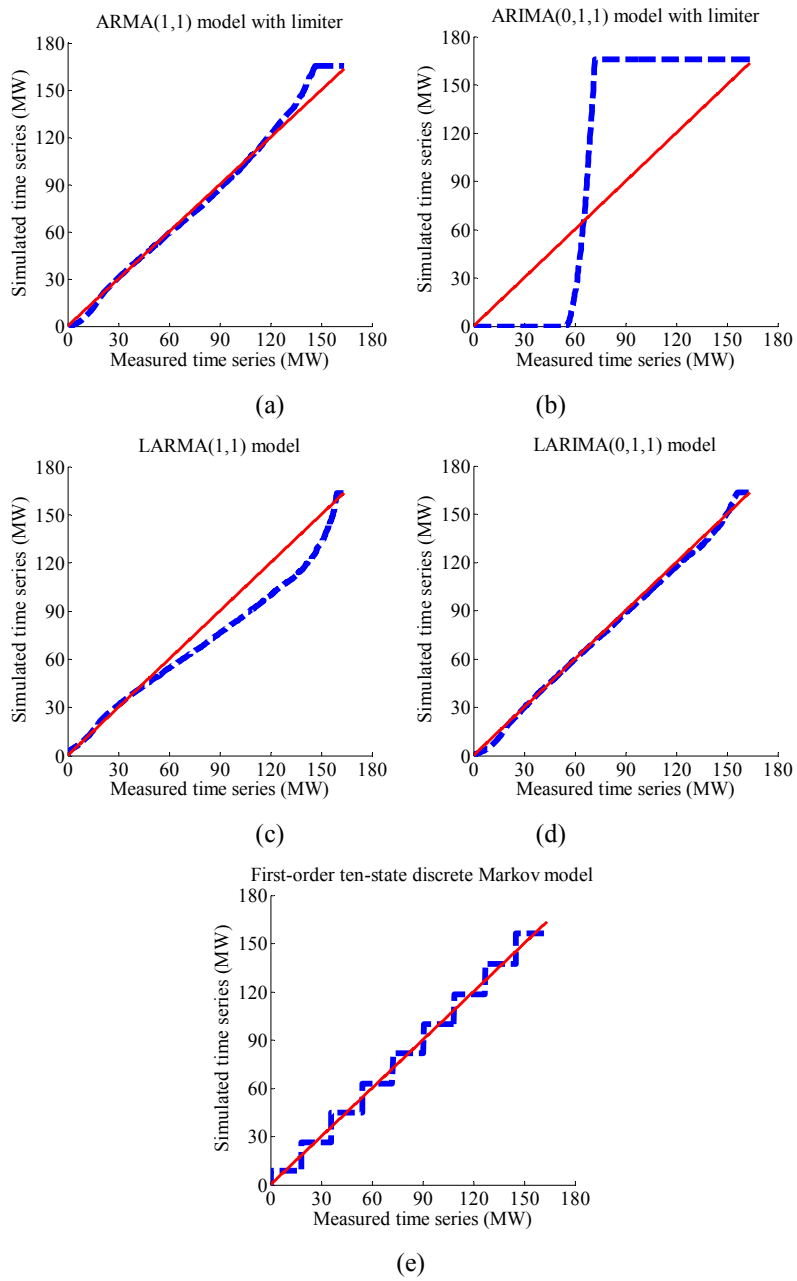 ARMA(1,1) model with limiter
180
150
120
90
60
30
0
Simulated time series (MW)
0 30 60 90 120 150 180
Measured time series (MW)
(a)
ARIMA(0,1,1) model with limiter
180
150
120
90
60
30
0
Simulated time series (MW)
0 30 60 90 120 150 180
Measured time series (MW)
(b)
LARMA(1,1) model
180
150
120
90
60
30
0
Simulated time series (MW)
0 30 60 90 120 150 180
Measured time series (MW)
(c)
LARIMA(0,1,1) model
180
150
120
90
60
30
0
Simulated time series (MW)
0 30 60 90 120 150 180
Measured time series (MW)
(d)
First-order ten-state discrete Markov model
180
150
120
90
60
30
0
Simulated time series (MW)
0 30 60 90 120 150 180
Measured time series (MW)
(e)